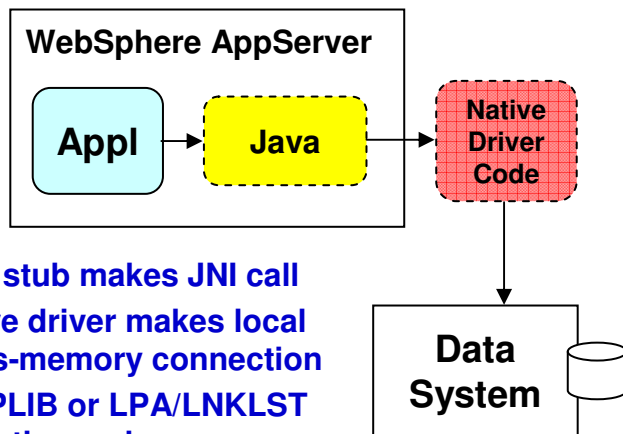 WebSphere AppServer
Appl
Java
Native
Driver
Code
stub makes JNI call
driver makes local
-memory connection
or LPA/LNKLST
Data
System